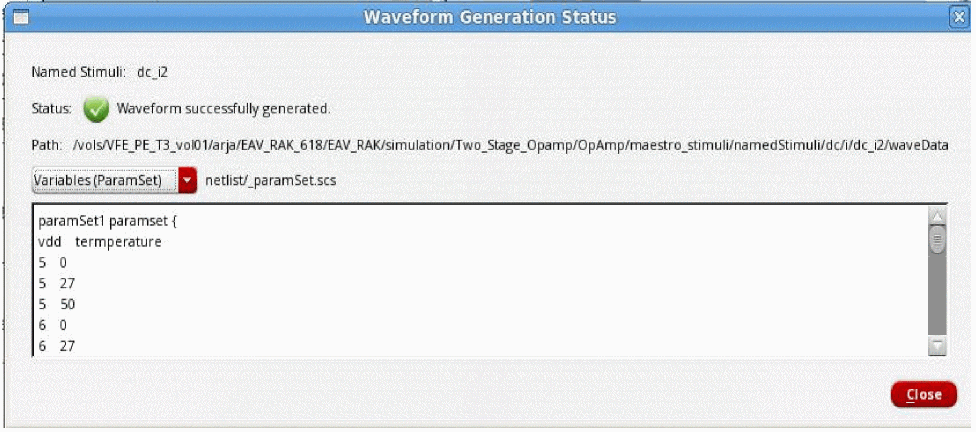 Waveform Generation Status
Named Stimuli: dc_i2
Status: Waveform successfully generated.
Path: /vols/VFE_PE_T3_vol01/arja/EAV_RAK_618/EAV_RAK/simulation/Two_Stage_Opamp/OpAmp/maestro_stimuli/namedStimuli/dc/i/dc_i2/waveData
Variables (ParamSet) netlist/_paramSet.scs
paramSet1 paramset {
vdd termperature
5 0
5 27
5 50
6 0
6 27
Close